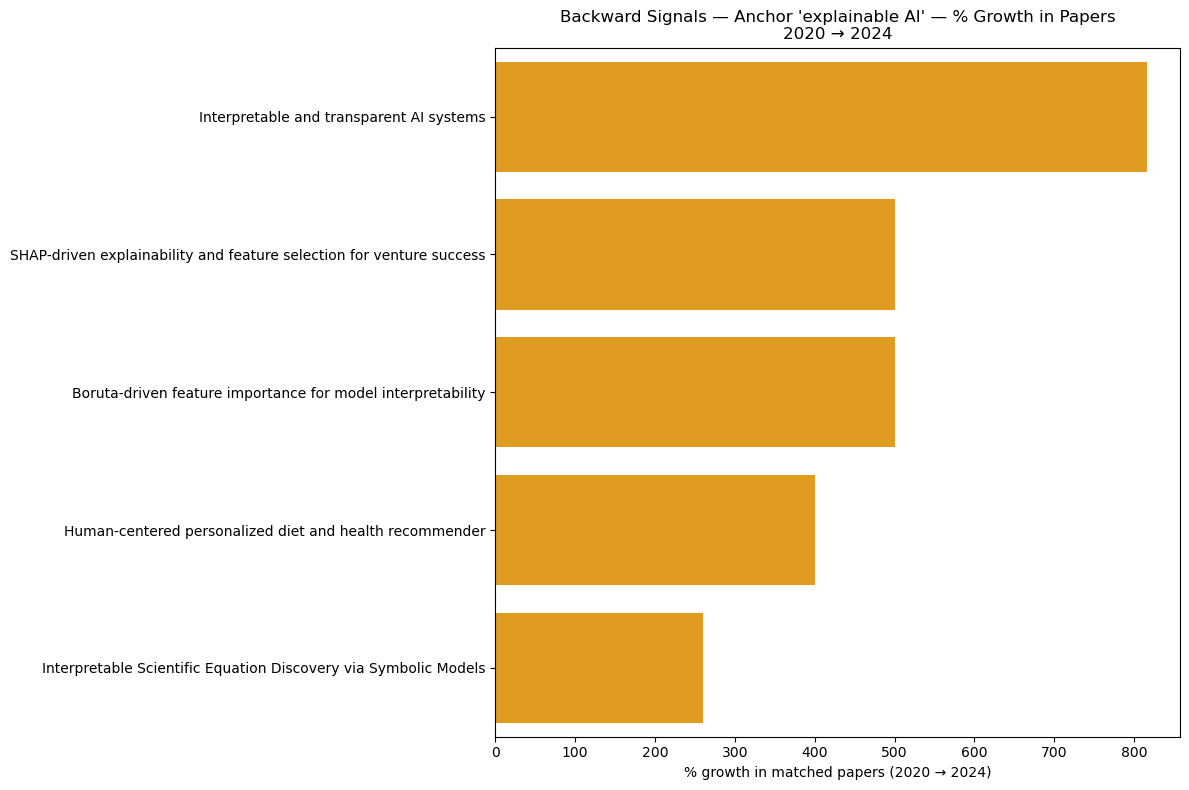 Backward Signals — Anchor 'explainable AI' — % Growth in Papers
2020 → 2024
Interpretable and transparent AI systems
SHAP-driven explainability and feature selection for venture success
Boruta-driven feature importance for model interpretability
Human-centered personalized diet and health recommender
Interpretable Scientific Equation Discovery via Symbolic Models
0 100 200 300 400 500 600 700 800
% growth in matched papers (2020 → 2024)